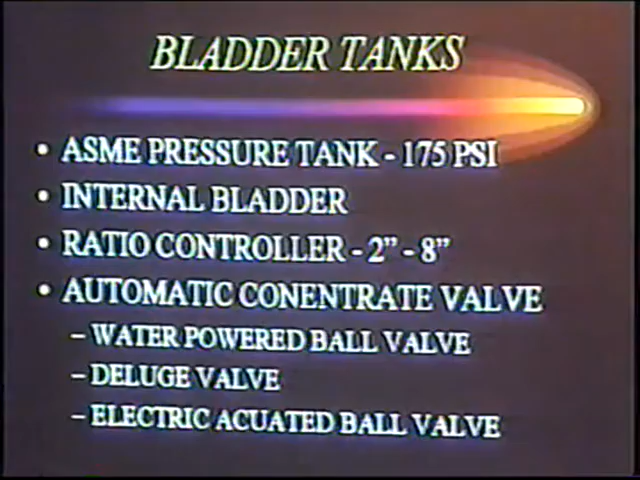 BLADDER TANKS
• ASME PRESSURE TANK - 175 PSI
• INTERNAL BLADDER
• RATIO CONTROLLER - 2” - 8”
• AUTOMATIC CONENTRATE VALVE
– WATER POWERED BALL VALVE
– DELUGE VALVE
– ELECTRIC ACUATED BALL VALVE